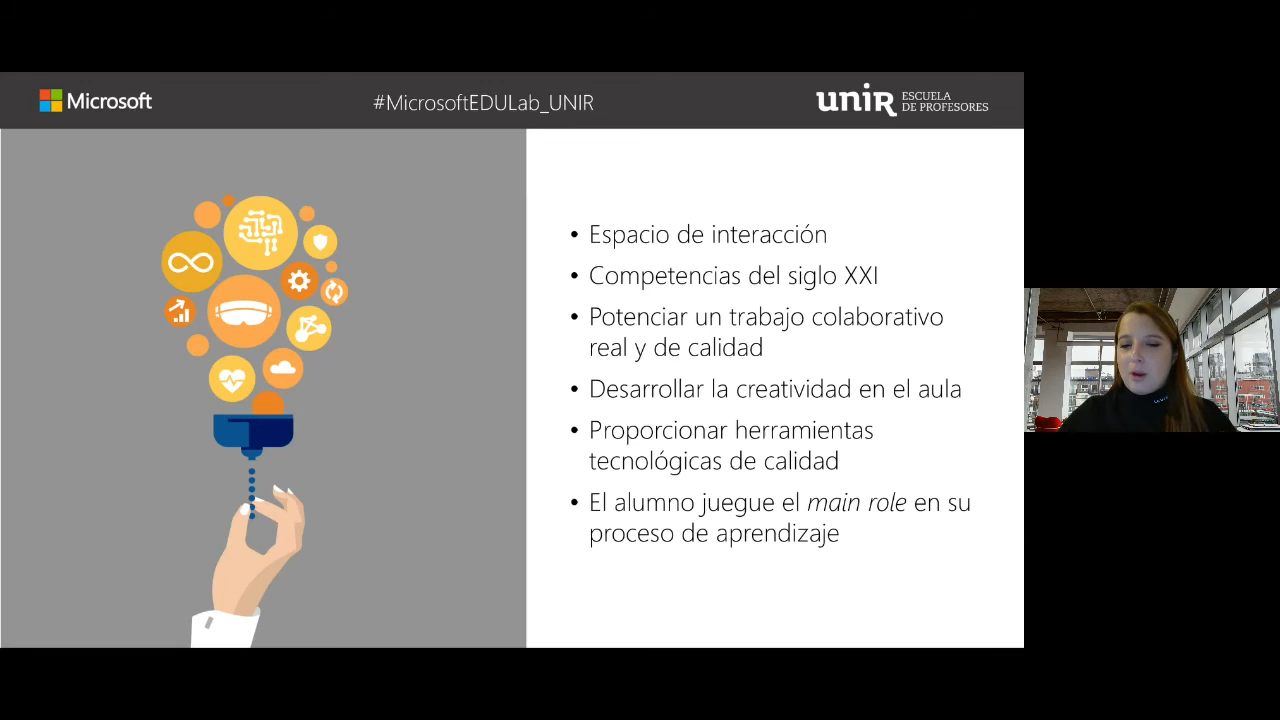 Microsoft
#MicrosoftEDULab_UNIR
unir ESCUELA
DE PROFESORES
• Espacio de interacción
• Competencias del siglo XXI
• Potenciar un trabajo colaborativo
real y de calidad
• Desarrollar la creatividad en el aula
• Proporcionar herramientas
tecnológicas de calidad
• El alumno juegue el main role en su
proceso de aprendizaje